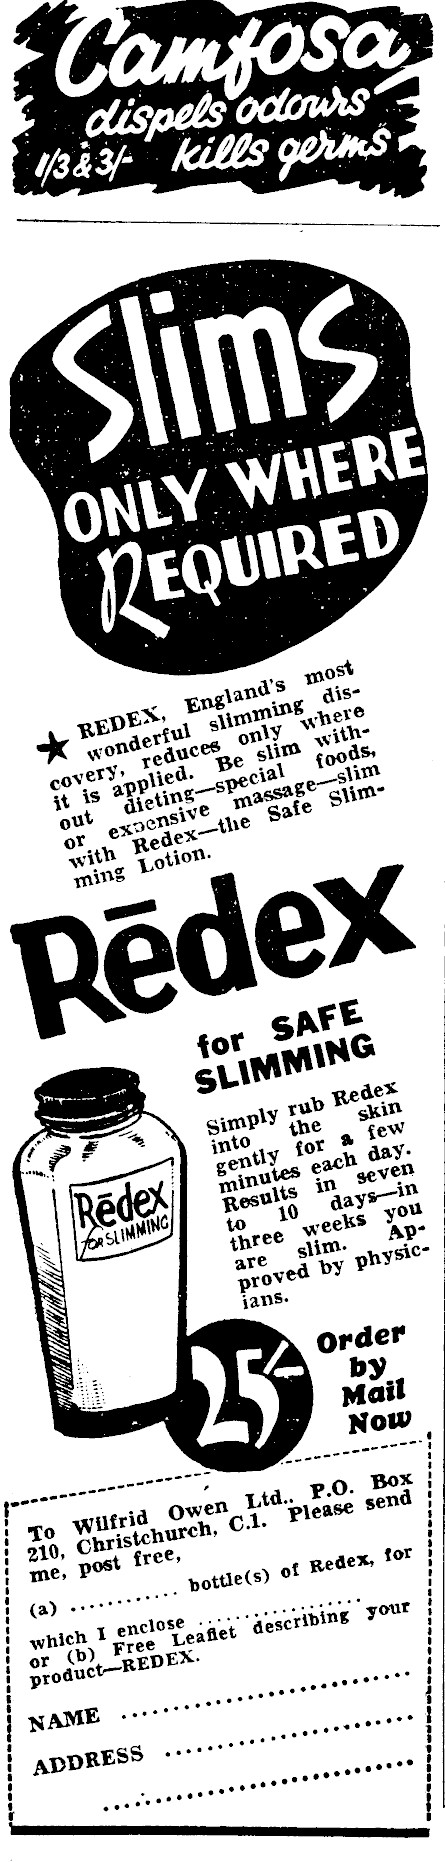 Camfosa
dispels odours
1/3 & 3/- kills germs
Slims
ONLY WHERE
REQUIRED
★ REDEX, England's most
wonderful slimming dis-
covery, reduces only where
it is applied. Be slim with-
out dieting—special foods,
or expensive massage—slim
with Redex—the Safe Slim-
ming Lotion.
Rēdex
for SAFE
SLIMMING
Rēdex
FOR SLIMMING
Simply rub Redex
into the skin
gently for a few
minutes each day.
Results in seven
to 10 days—in
three weeks you
are slim. Ap-
proved by physic-
ians.
25/-
Order
by
Mail
Now
To Wilfrid Owen Ltd., P.O. Box
210, Christchurch, C.1. Please send
me, post free,
(a) ............ bottle(s) of Redex, for
which I enclose ..................
or (b) Free Leaflet describing your
product—REDEX.
NAME ..............................
ADDRESS ..........................
................................